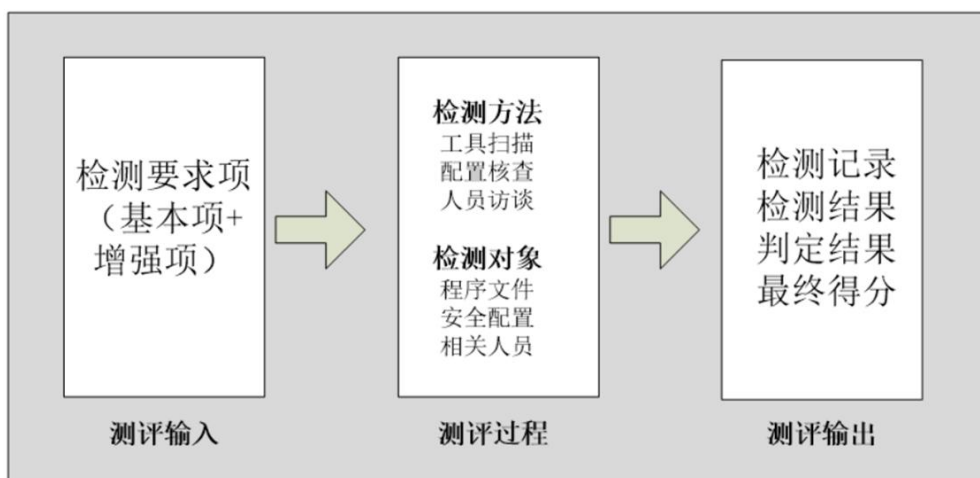 检测要求项
（基本项+
增强项）
测评输入
检测方法
工具扫描
配置核查
人员访谈
检测对象
程序文件
安全配置
相关人员
测评过程
检测记录
检测结果
判定结果
最终得分
测评输出